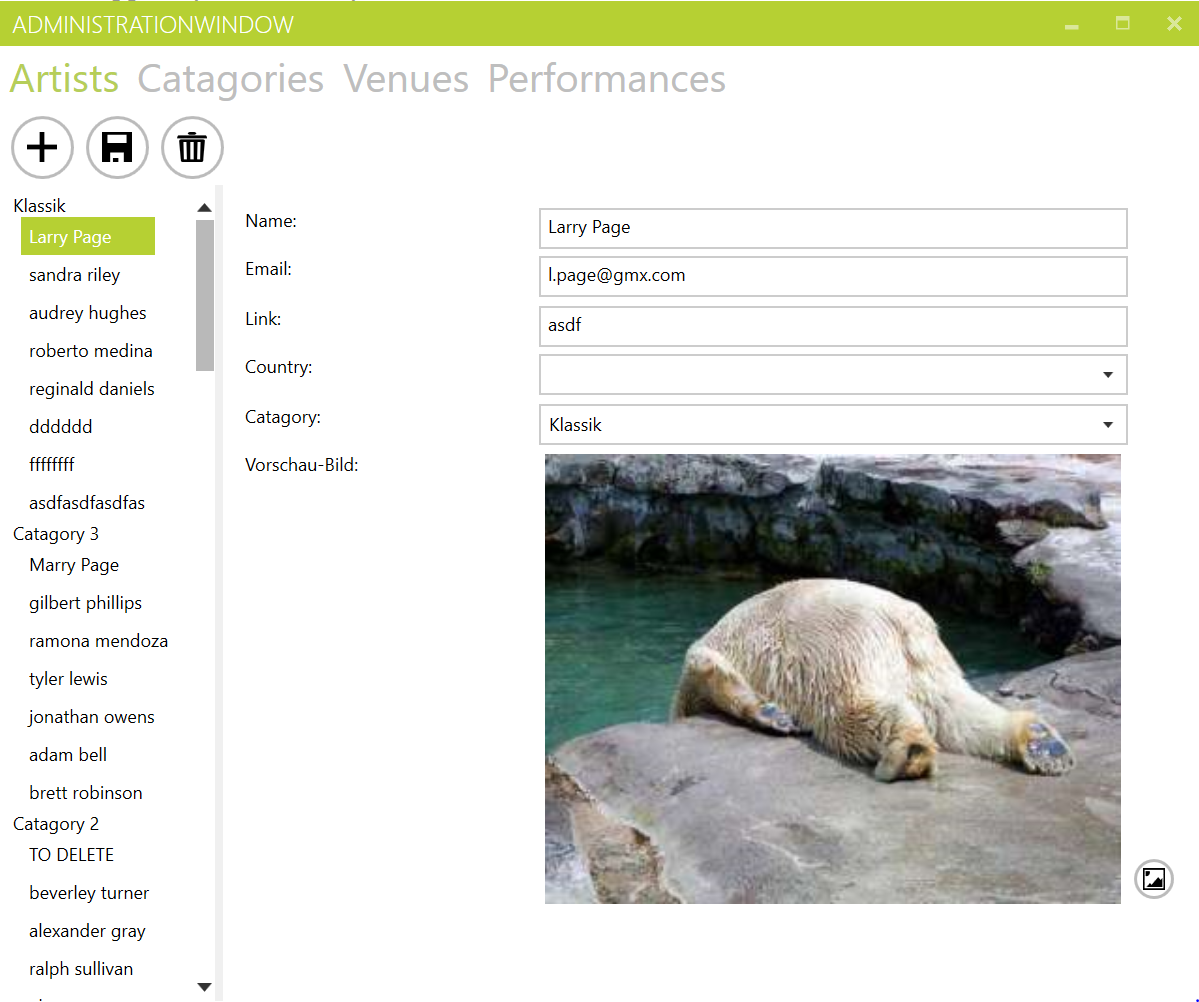 ADMINISTRATIONWINDOW
Artists Catagories Venues Performances
Klassik
Larry Page
sandra riley
audrey hughes
roberto medina
reginald daniels
dddddd
ffffffff
asdfasdfasdfas
Catagory 3
Marry Page
gilbert phillips
ramona mendoza
tyler lewis
jonathan owens
adam bell
brett robinson
Catagory 2
TO DELETE
beverley turner
alexander gray
ralph sullivan
Name: Larry Page
Email: l.page@gmx.com
Link: asdf
Country:
Catagory: Klassik
Vorschau-Bild: